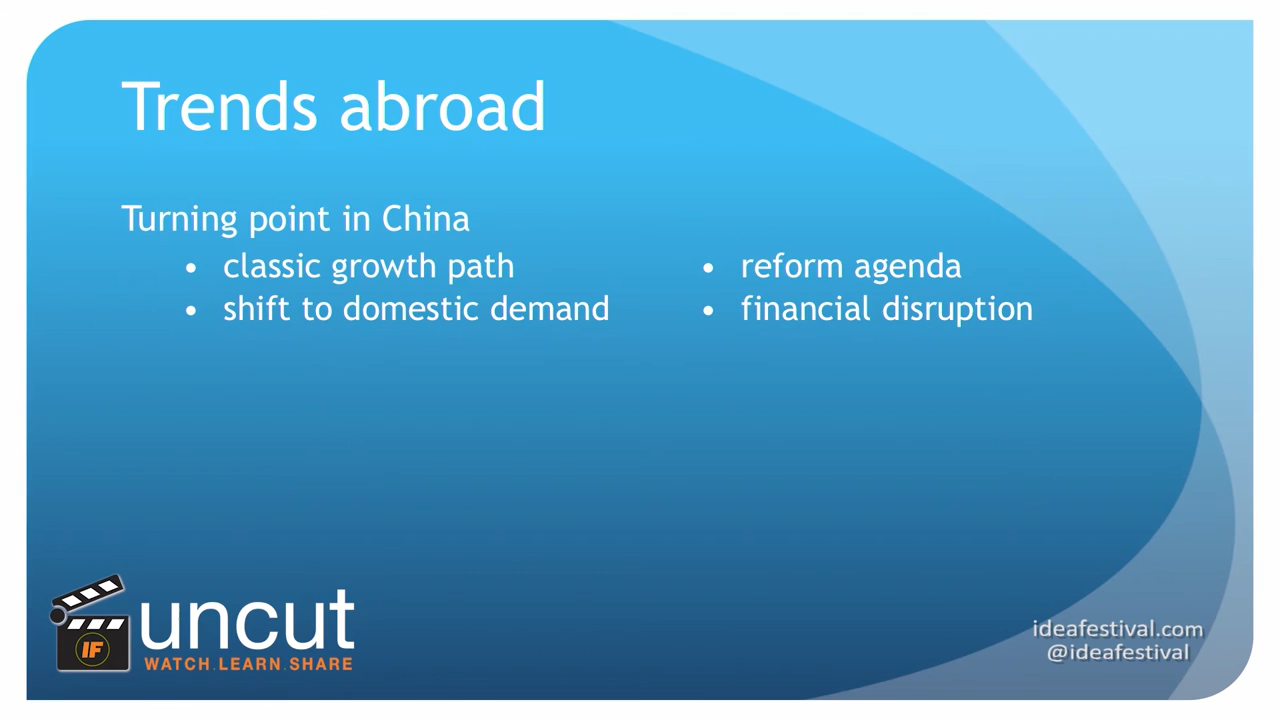 Trends abroad
Turning point in China
• classic growth path
• shift to domestic demand
• reform agenda
• financial disruption
IF
uncut
WATCH.LEARN.SHARE
ideafestival.com
@ideafestival